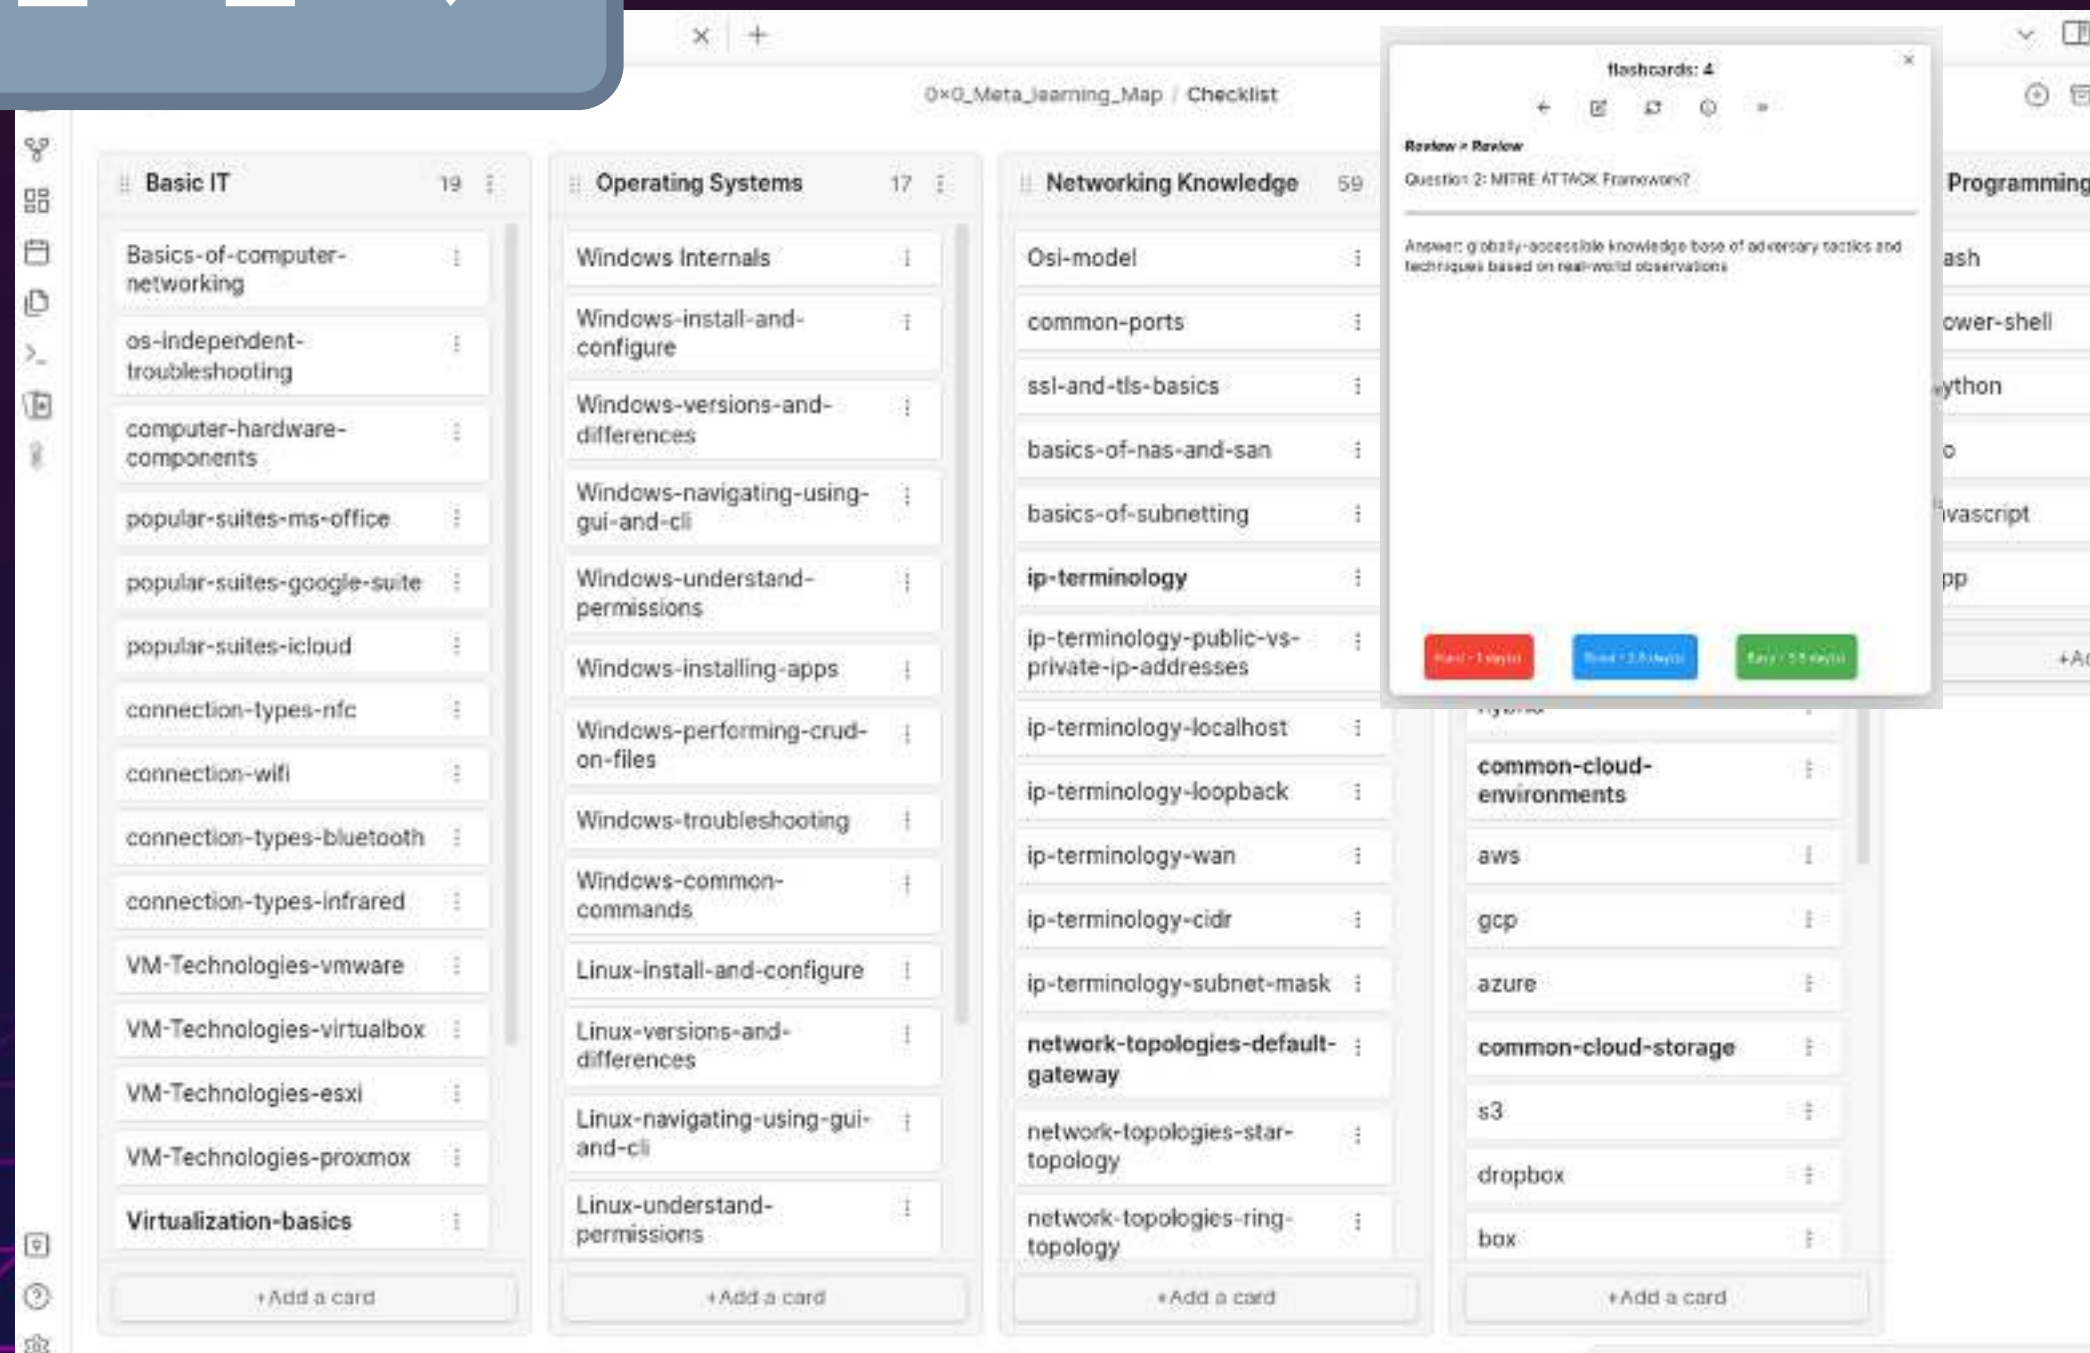 0x0_Meta_learning_Map / Checklist
Basic IT 19
Basics-of-computer-
networking
os-independent-
troubleshooting
computer-hardware-
components
popular-suites-ms-office
popular-suites-google-suite
popular-suites-icloud
connection-types-nfc
connection-wifi
connection-types-bluetooth
connection-types-infrared
VM-Technologies-vmware
VM-Technologies-virtualbox
VM-Technologies-esxi
VM-Technologies-proxmox
Virtualization-basics
+Add a card
Operating Systems 17
Windows Internals
Windows-install-and-
configure
Windows-versions-and-
differences
Windows-navigating-using-
gui-and-cli
Windows-understand-
permissions
Windows-installing-apps
Windows-performing-crud-
on-files
Windows-troubleshooting
Windows-common-
commands
Linux-install-and-configure
Linux-versions-and-
differences
Linux-navigating-using-gui-
and-cli
Linux-understand-
permissions
+Add a card
Networking Knowledge 59
Osi-model
common-ports
ssl-and-tls-basics
basics-of-nas-and-san
basics-of-subnetting
ip-terminology
ip-terminology-public-vs-
private-ip-addresses
ip-terminology-localhost
ip-terminology-loopback
ip-terminology-wan
ip-terminology-cidr
ip-terminology-subnet-mask
network-topologies-default-
gateway
network-topologies-star-
topology
network-topologies-ring-
topology
+Add a card
flashcards: 4
Review > Review
Question 2: MITRE ATTACK Framework?
Answer: globally-accessible knowledge base of adversary tactics and
techniques based on real-world observations
Hard - 1 day(s)
common-cloud-
environments
aws
gcp
azure
common-cloud-storage
s3
dropbox
box
+Add a card
Programming
ash
ower-shell
ython
o
vascript
pp